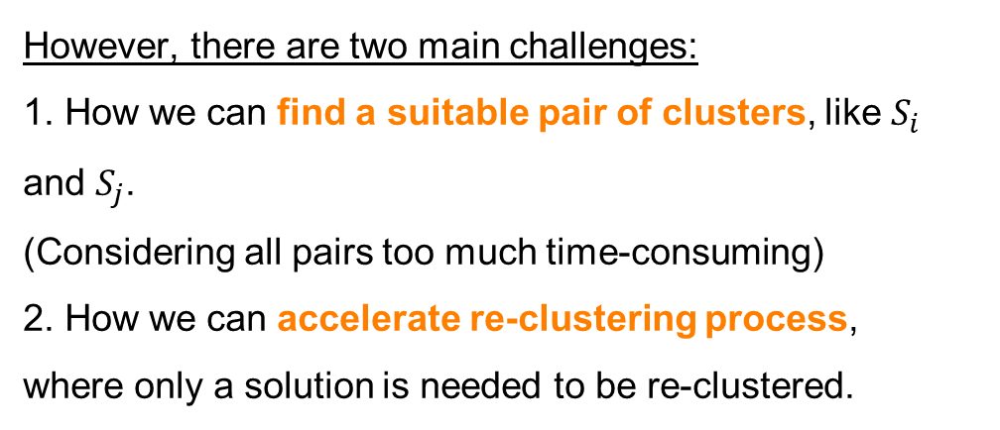 However, there are two main challenges:
1. How we can find a suitable pair of clusters, like S_i
and S_j.
(Considering all pairs too much time-consuming)
2. How we can accelerate re-clustering process,
where only a solution is needed to be re-clustered.